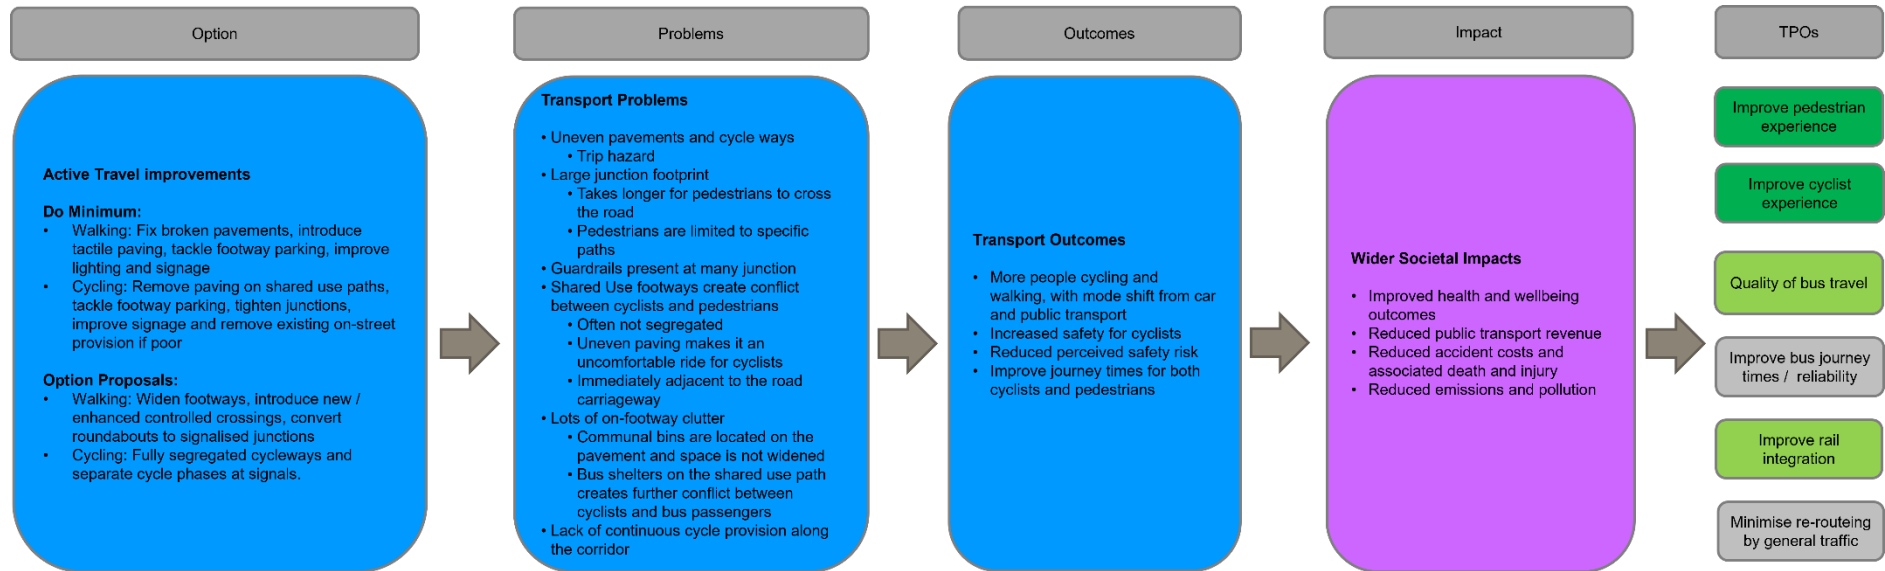 Option
Problems
Outcomes
Impact
TPOs
Active Travel improvements
Do Minimum:
• Walking: Fix broken pavements, introduce
tactile paving, tackle footway parking, improve
lighting and signage
• Cycling: Remove paving on shared use paths,
tackle footway parking, tighten junctions,
improve signage and remove existing on-street
provision if poor
Option Proposals:
• Walking: Widen footways, introduce new /
enhanced controlled crossings, convert
roundabouts to signalised junctions
• Cycling: Fully segregated cycleways and
separate cycle phases at signals.
Transport Problems
• Uneven pavements and cycle ways
• Trip hazard
• Large junction footprint
• Takes longer for pedestrians to cross
the road
• Pedestrians are limited to specific
paths
• Guardrails present at many junction
• Shared Use footways create conflict
between cyclists and pedestrians
• Often not segregated
• Uneven paving makes it an
uncomfortable ride for cyclists
• Immediately adjacent to the road
carriageway
• Lots of on-footway clutter
• Communal bins are located on the
pavement and space is not widened
• Bus shelters on the shared use path
creates further conflict between
cyclists and bus passengers
• Lack of continuous cycle provision along
the corridor
Transport Outcomes
• More people cycling and
walking, with mode shift from car
and public transport
• Increased safety for cyclists
• Reduced perceived safety risk
• Improve journey times for both
cyclists and pedestrians
Wider Societal Impacts
• Improved health and wellbeing
outcomes
• Reduced public transport revenue
• Reduced accident costs and
associated death and injury
• Reduced emissions and pollution
Improve pedestrian
experience
Improve cyclist
experience
Quality of bus travel
Improve bus journey
times / reliability
Improve rail
integration
Minimise re-routeing
by general traffic